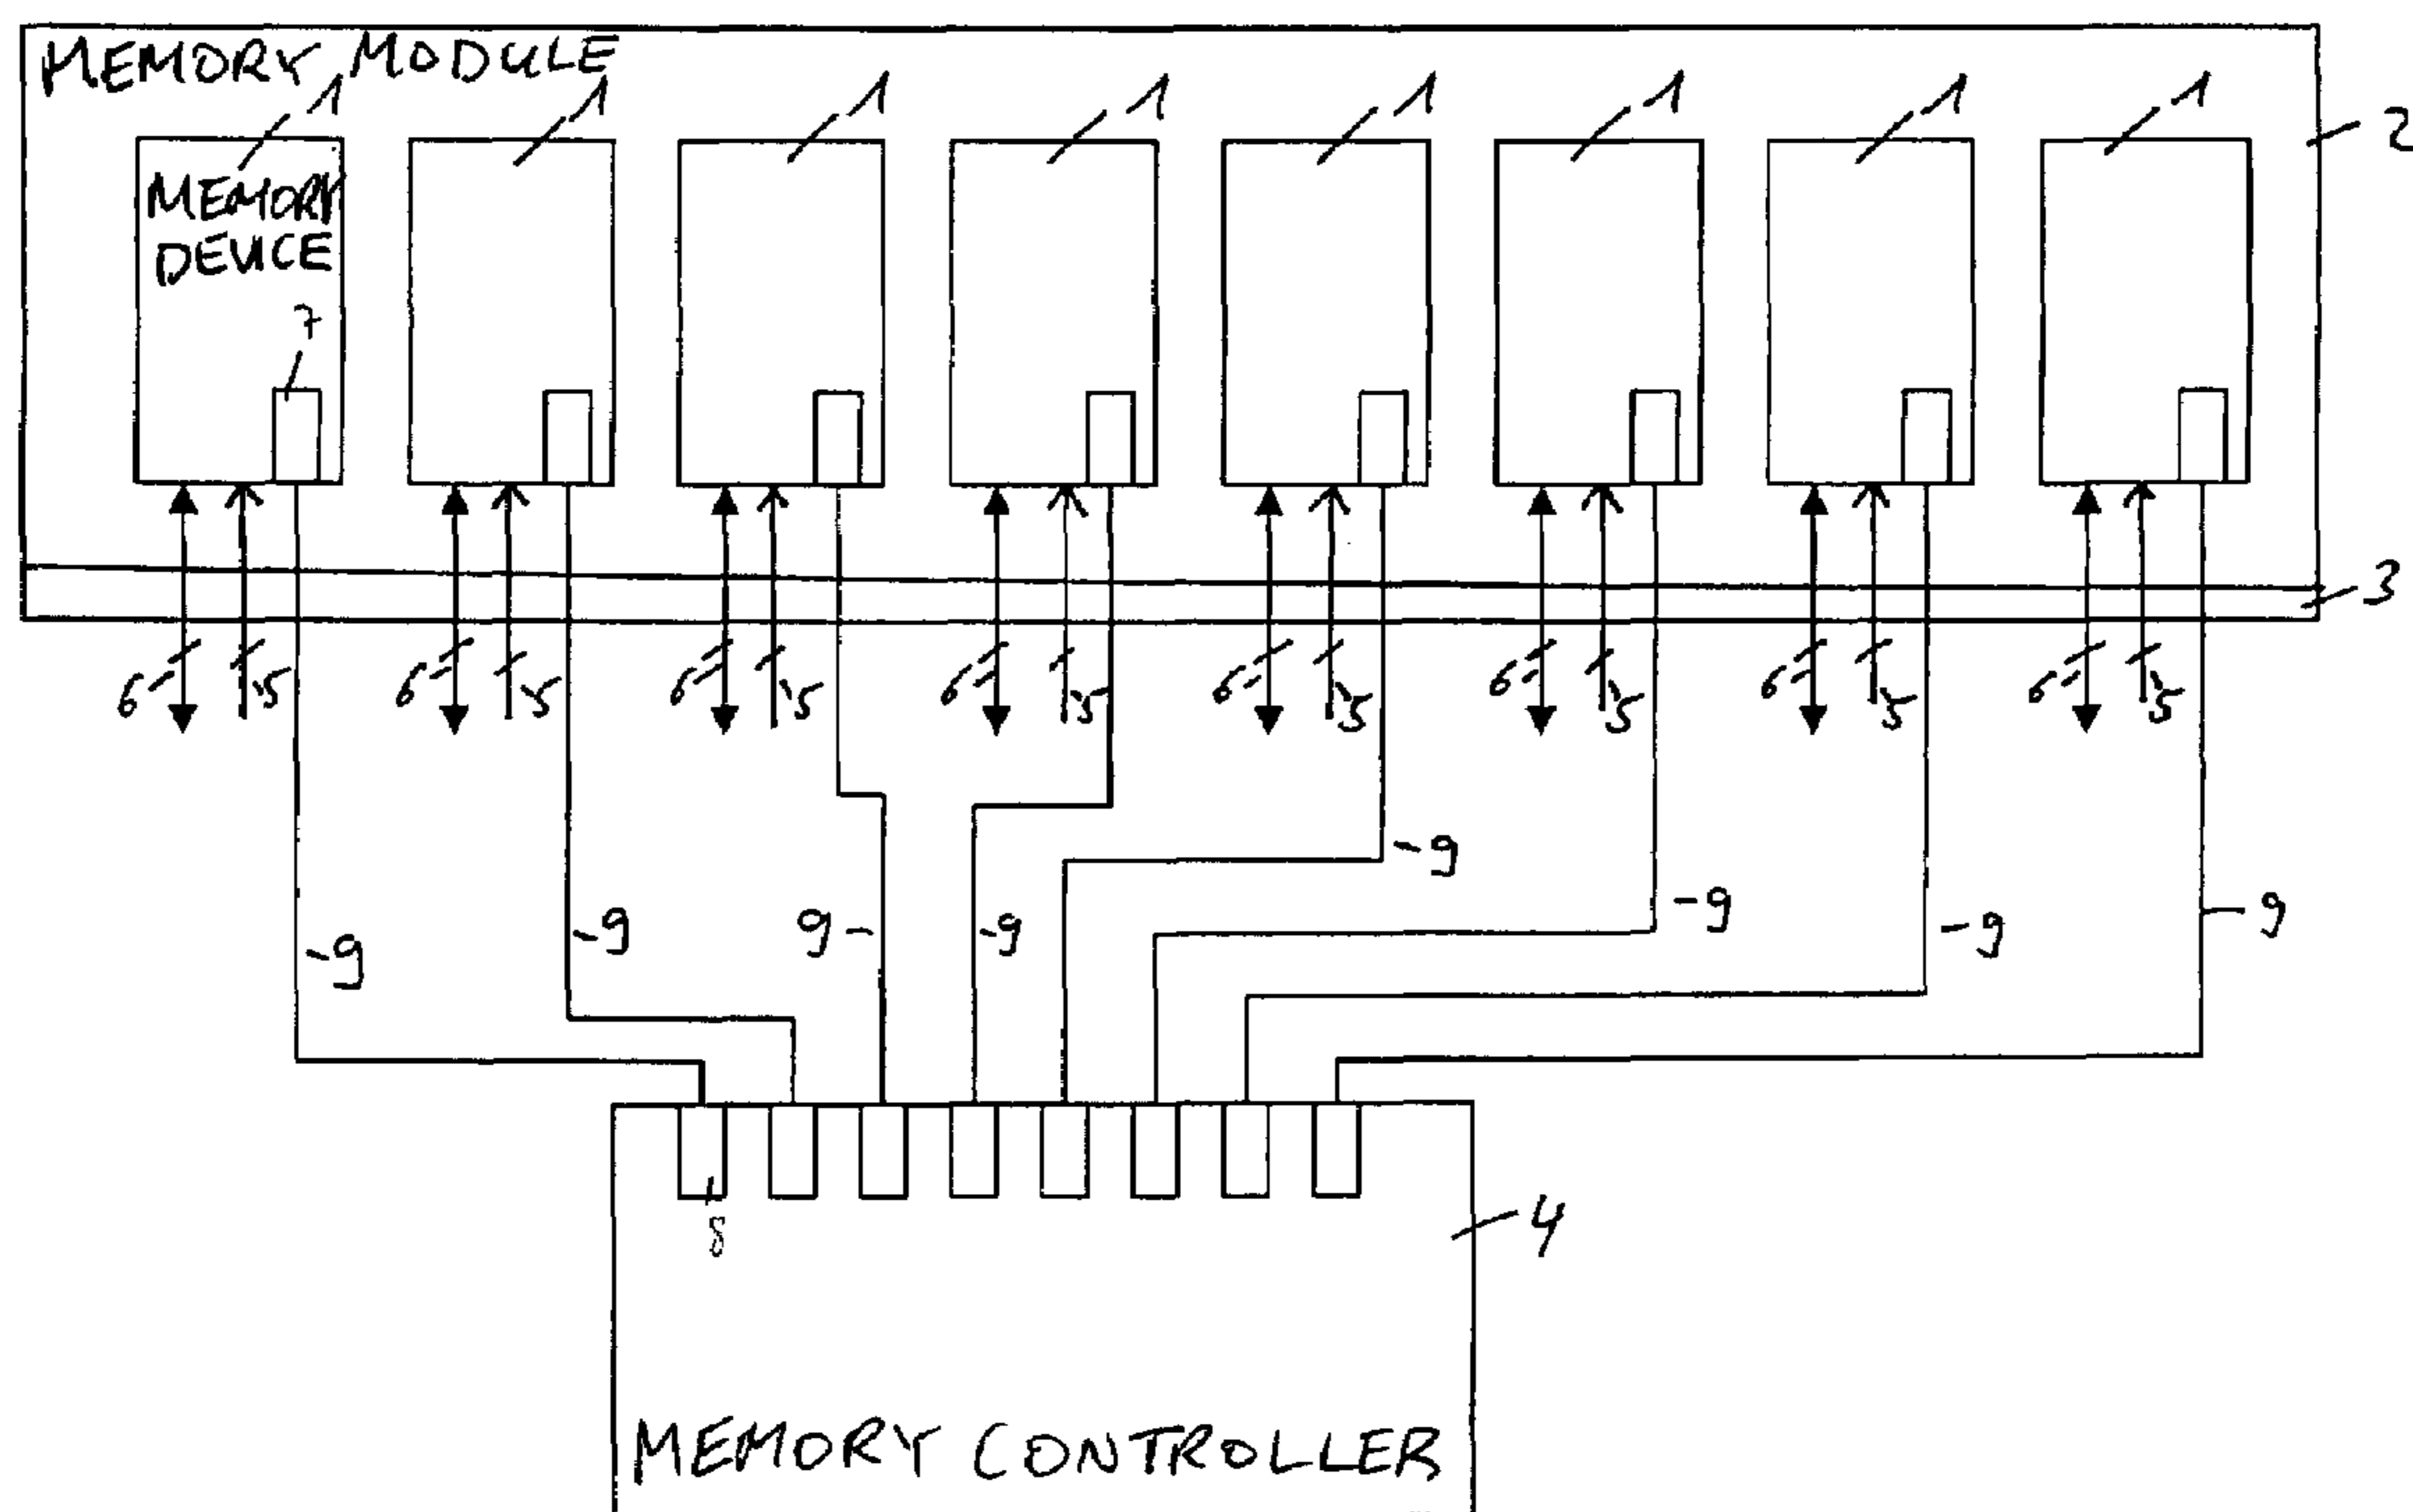 MEMORY MODULE
1 1 1 1 1 1 1 1
2
MEMORY
DEVICE
7
3
6 5 6 5 6 5 6 5 6 5 6 5 6 5 6 5
9
9 9
9 9 9 9 9
8
4
MEMORY CONTROLLER